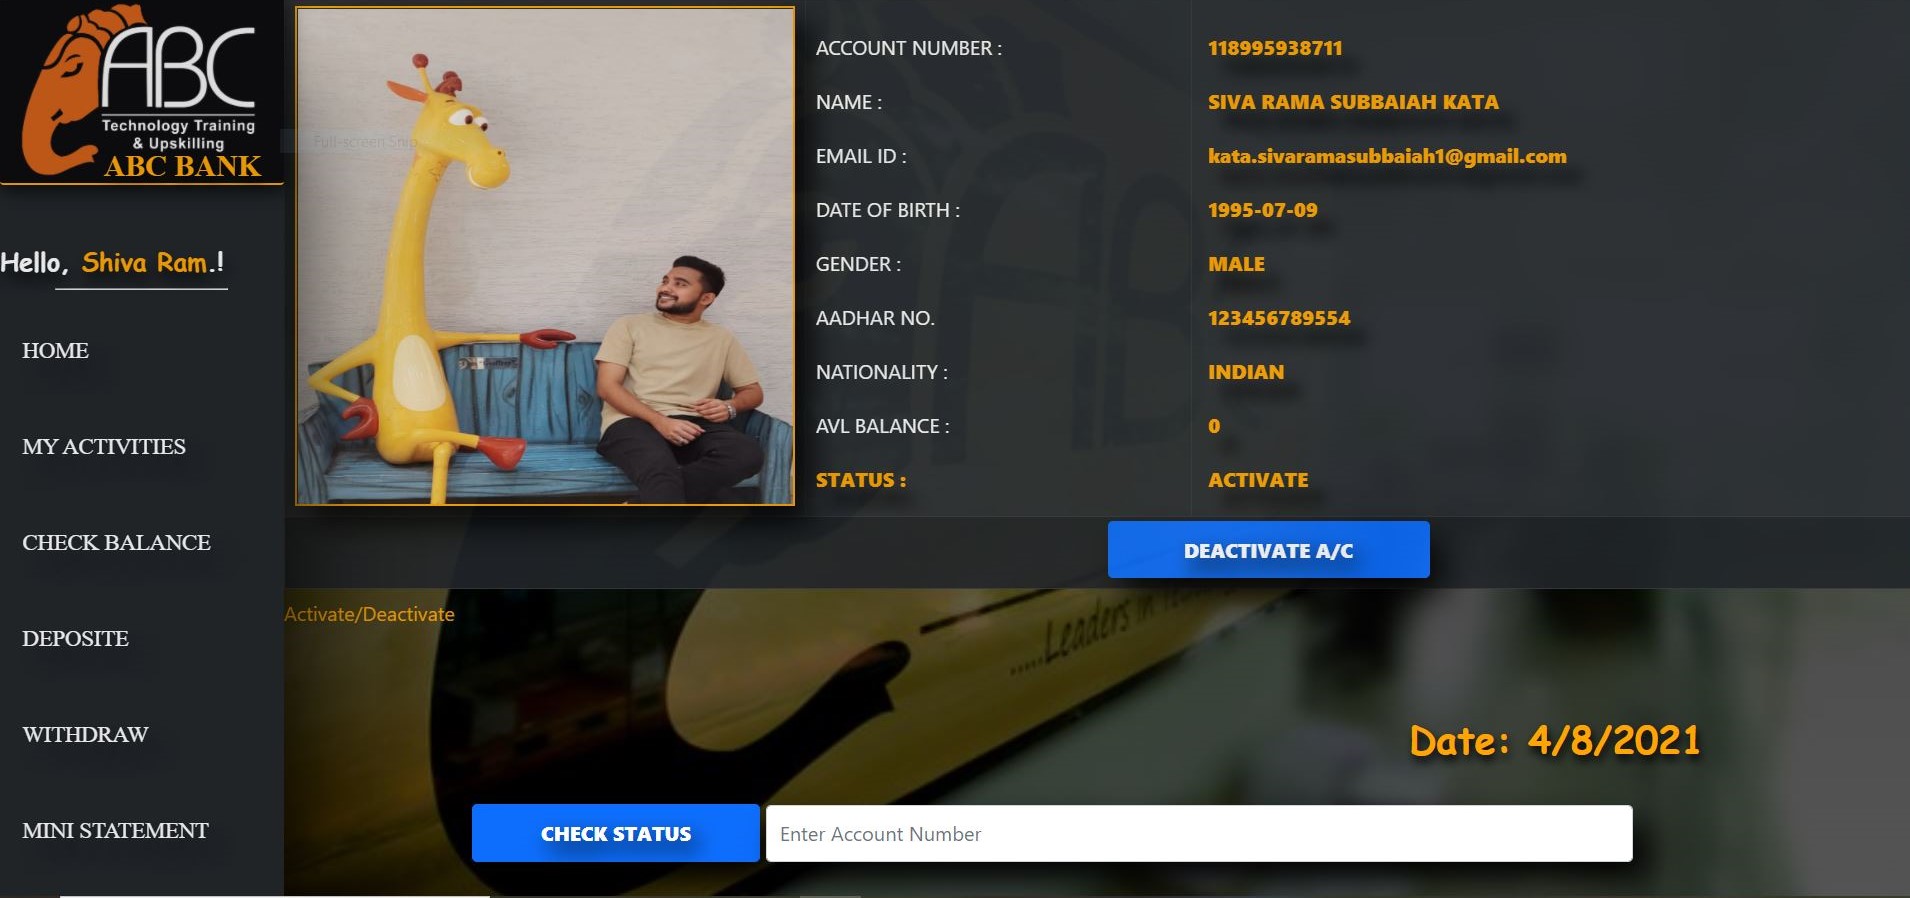 ABC
Technology Training
& Upskilling
ABC BANK
Hello, Shiva Ram.!
HOME
MY ACTIVITIES
CHECK BALANCE
DEPOSITE
WITHDRAW
MINI STATEMENT
Full-screen Snip
ACCOUNT NUMBER : 118995938711
NAME : SIVA RAMA SUBBAIAH KATA
EMAIL ID : kata.sivaramasubbaiah1@gmail.com
DATE OF BIRTH : 1995-07-09
GENDER : MALE
AADHAR NO. 123456789554
NATIONALITY : INDIAN
AVL BALANCE : 0
STATUS : ACTIVATE
DEACTIVATE A/C
Activate/Deactivate
.....Leaders in
Date: 4/8/2021
CHECK STATUS Enter Account Number